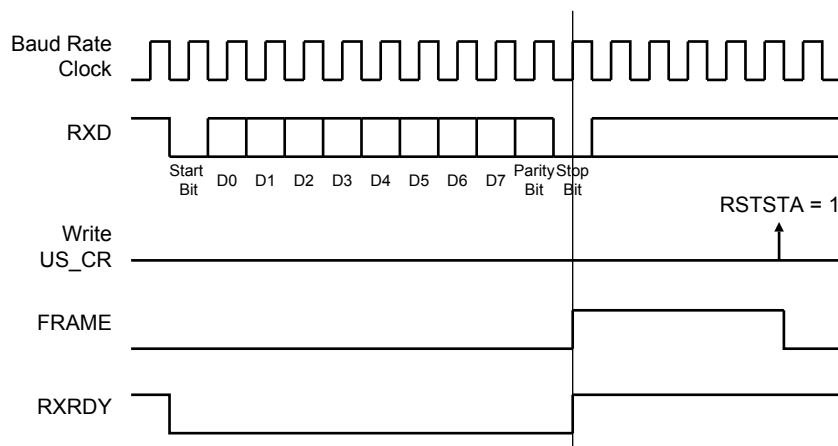 Baud Rate
Clock
RXD
Start
Bit
D0
D1
D2
D3
D4
D5
D6
D7
Parity
Bit
Stop
Bit
RSTSTA = 1
Write
US_CR
FRAME
RXRDY